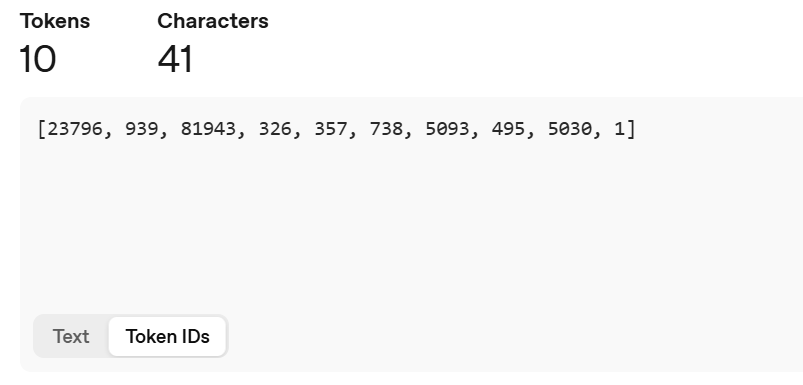 Tokens Characters
10 41
[23796, 939, 81943, 326, 357, 738, 5093, 495, 5030, 1]
Text Token IDs